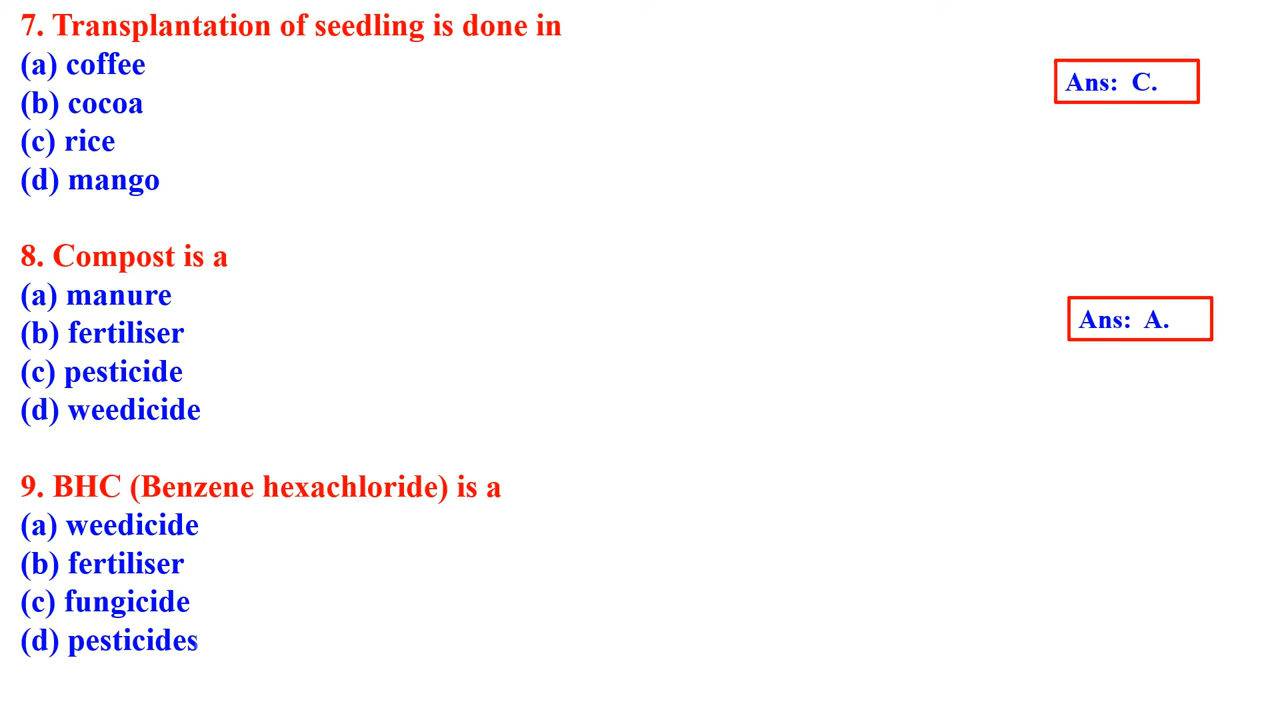 7. Transplantation of seedling is done in
(a) coffee
Ans: C.
(b) cocoa
(c) rice
(d) mango
8. Compost is a
(a) manure
Ans: A.
(b) fertiliser
(c) pesticide
(d) weedicide
9. BHC (Benzene hexachloride) is a
(a) weedicide
(b) fertiliser
(c) fungicide
(d) pesticides